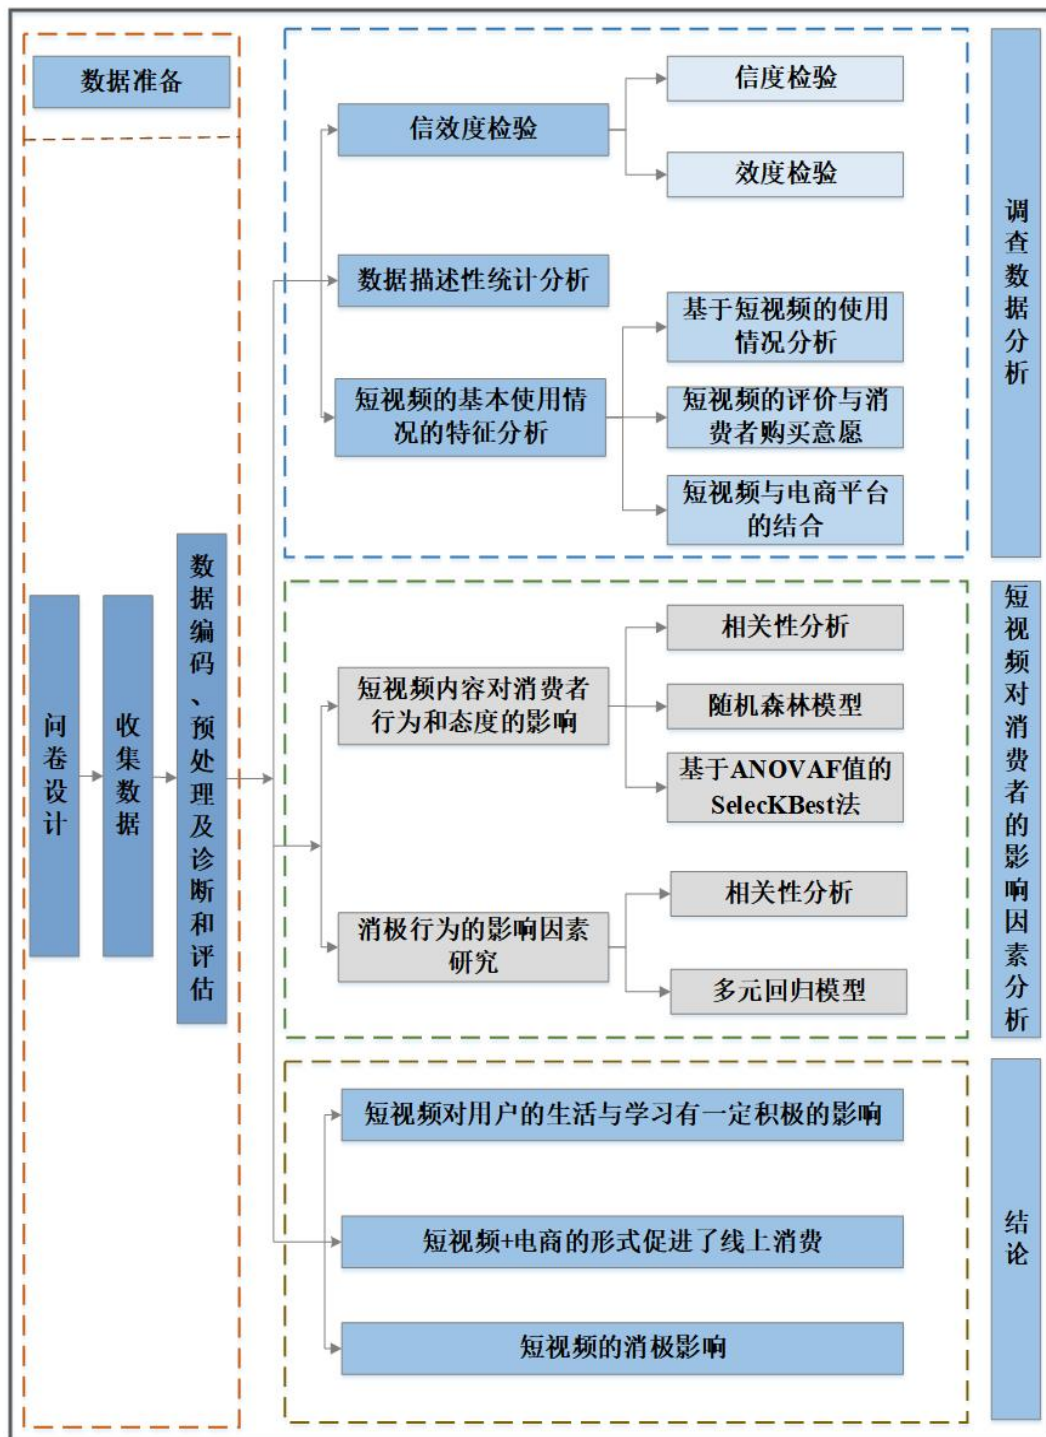 数据准备
问卷设计
收集数据
数据编码、预处理及诊断和评估
信效度检验
信度检验
效度检验
数据描述性统计分析
短视频的基本使用情
况的特征分析
基于短视频的使用
情况分析
短视频的评价与消
费者购买意愿
短视频与电商平台
的结合
调查数据分析
短视频内容对消费者
行为和态度的影响
相关性分析
随机森林模型
基于ANOVAF值的
SelecKBest法
消极行为的影响因素
研究
相关性分析
多元回归模型
短视频对消费者的影响因素分析
短视频对用户的生活与学习有一定积极的影响
短视频+电商的形式促进了线上消费
短视频的消极影响
结论